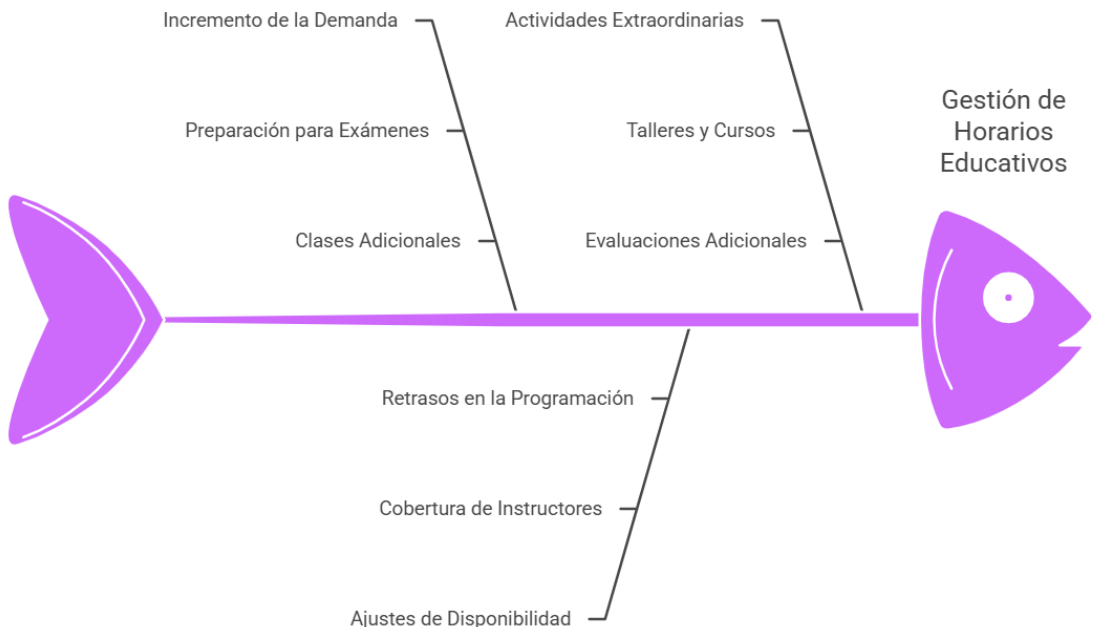 Incremento de la Demanda
Actividades Extraordinarias
Gestión de
Horarios
Educativos
Preparación para Exámenes
Talleres y Cursos
Clases Adicionales
Evaluaciones Adicionales
Retrasos en la Programación
Cobertura de Instructores
Ajustes de Disponibilidad